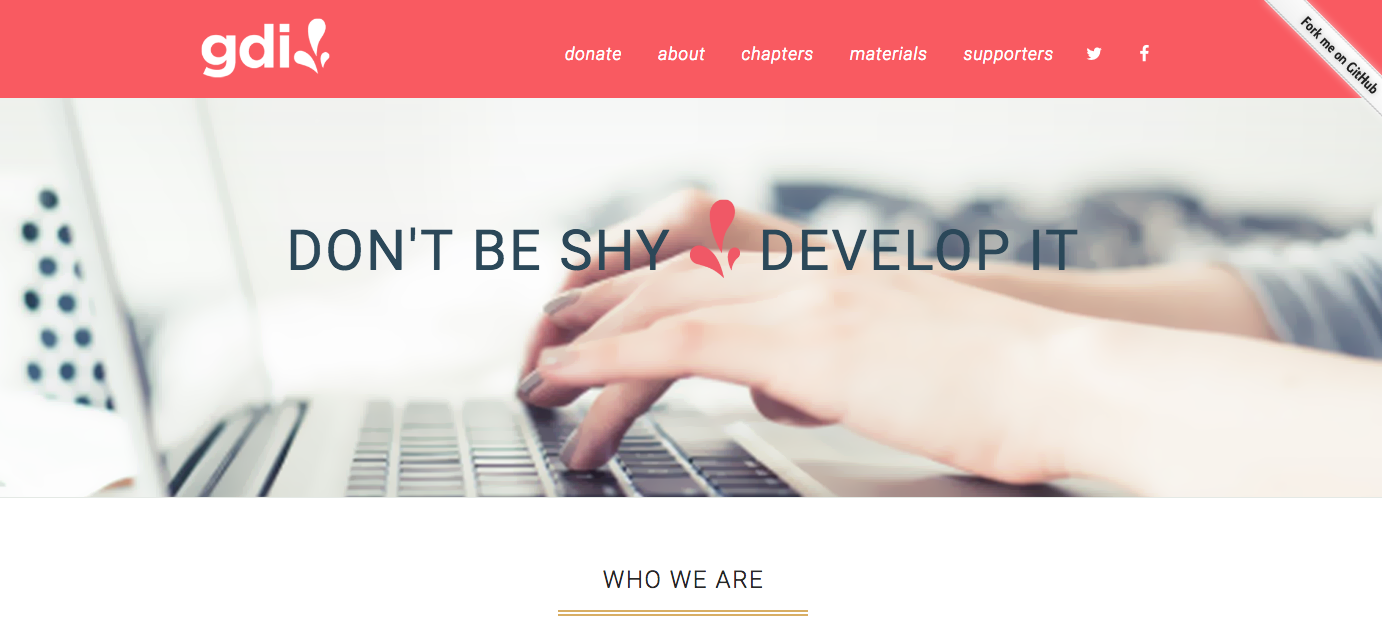 gdi
donate about chapters materials supporters
Fork me on GitHub
DON'T BE SHY DEVELOP IT
WHO WE ARE